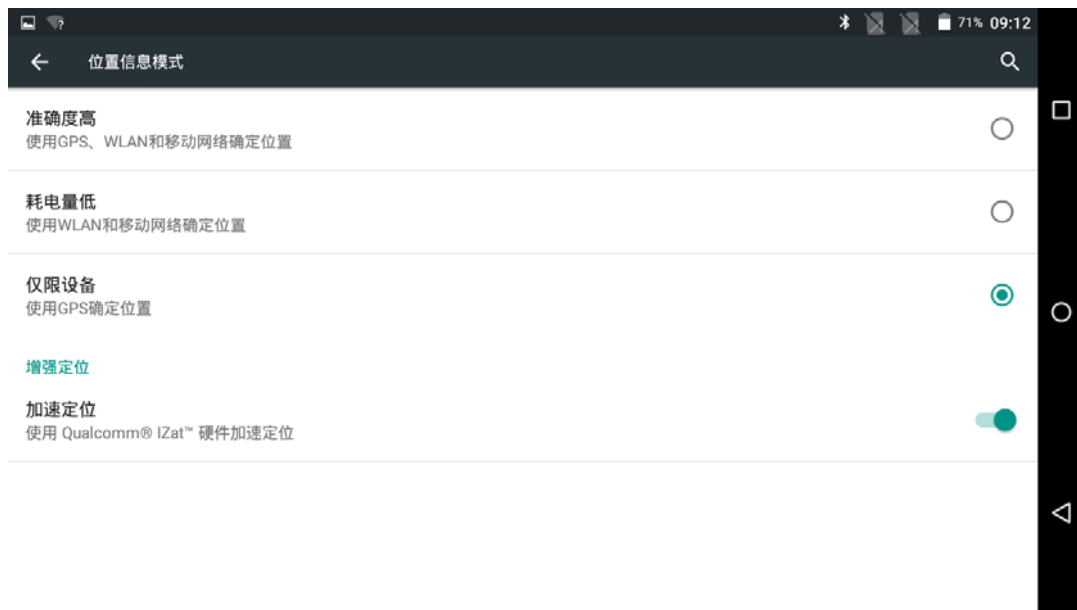 71% 09:12
位置信息模式
准确度高
使用GPS、WLAN和移动网络确定位置
耗电量低
使用WLAN和移动网络确定位置
仅限设备
使用GPS确定位置
增强定位
加速定位
使用 Qualcomm® IZat™ 硬件加速定位